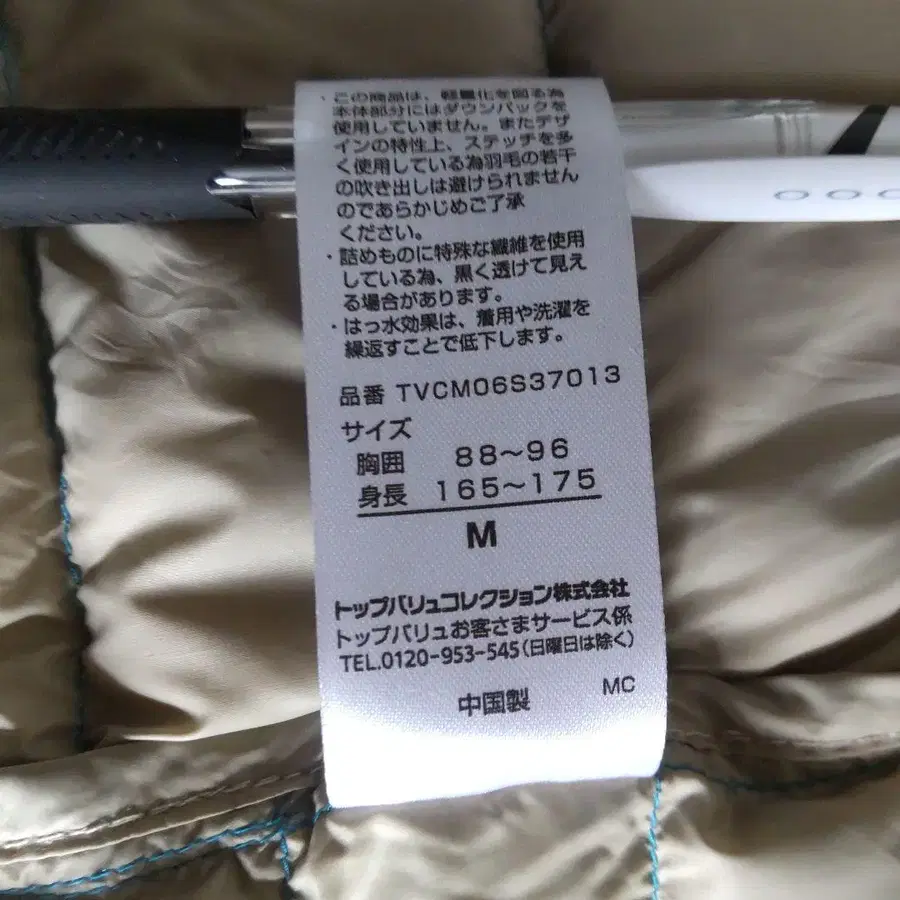 ・この商品は、軽量化を図る為
本体部分にはダウンパックを
使用していません。またデザ
インの特性上、ステッチを多
く使用している為羽毛の若干
の吹き出しは避けられません
のであらかじめご了承
ください。
・詰めものに特殊な繊維を使用
している為、黒く透けて見え
る場合があります。
・はっ水効果は、着用や洗濯を
繰返すことで低下します。
品番 TVCM06S37013
サイズ
胸囲 88〜96
身長 165〜175
M
トップバリュコレクション株式会社
トップバリュお客さまサービス係
TEL.0120-953-545(日曜日は除く)
中国製 MC